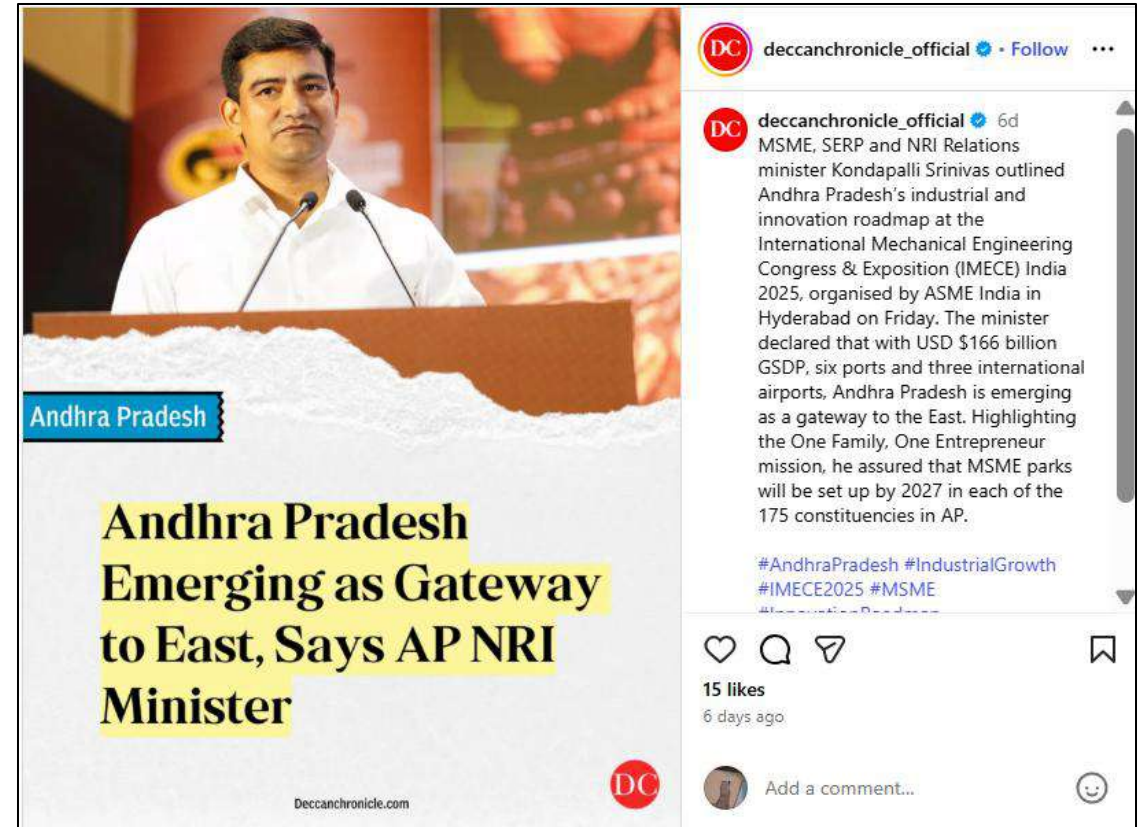 Andhra Pradesh
Andhra Pradesh
Emerging as Gateway
to East, Says AP NRI
Minister
Deccanchronicle.com
DC
DC
deccanchronicle_official • Follow
DC
deccanchronicle_official 6d
MSME, SERP and NRI Relations
minister Kondapalli Srinivas outlined
Andhra Pradesh's industrial and
innovation roadmap at the
International Mechanical Engineering
Congress & Exposition (IMECE) India
2025, organised by ASME India in
Hyderabad on Friday. The minister
declared that with USD $166 billion
GSDP, six ports and three international
airports, Andhra Pradesh is emerging
as a gateway to the East. Highlighting
the One Family, One Entrepreneur
mission, he assured that MSME parks
will be set up by 2027 in each of the
175 constituencies in AP.
#AndhraPradesh #IndustrialGrowth
#IMECE2025 #MSME
15 likes
6 days ago
Add a comment...